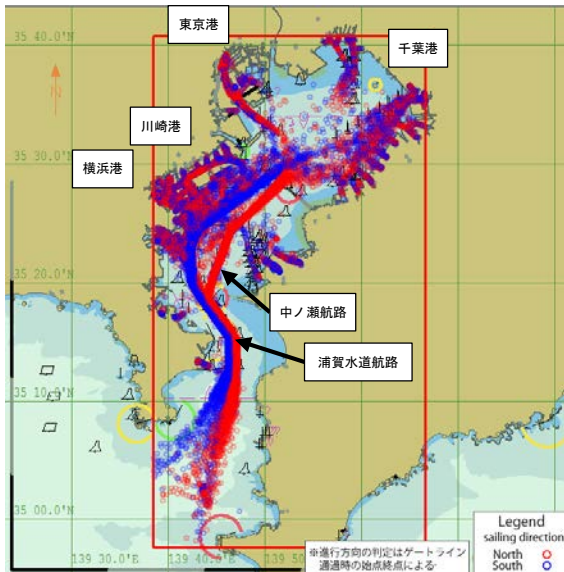 東京港
35 40.0'N
千葉港
川崎港
35 30.0'N
横浜港
35 20.0'N
中ノ瀬航路
浦賀水道航路
35 10.0'N
35 00.0'N
139 30.0'E
139 40.0'E
139 50.0'E
※進行方向の判定はゲートライン
通過時の始点終点による
Legend
sailing direction
North
South